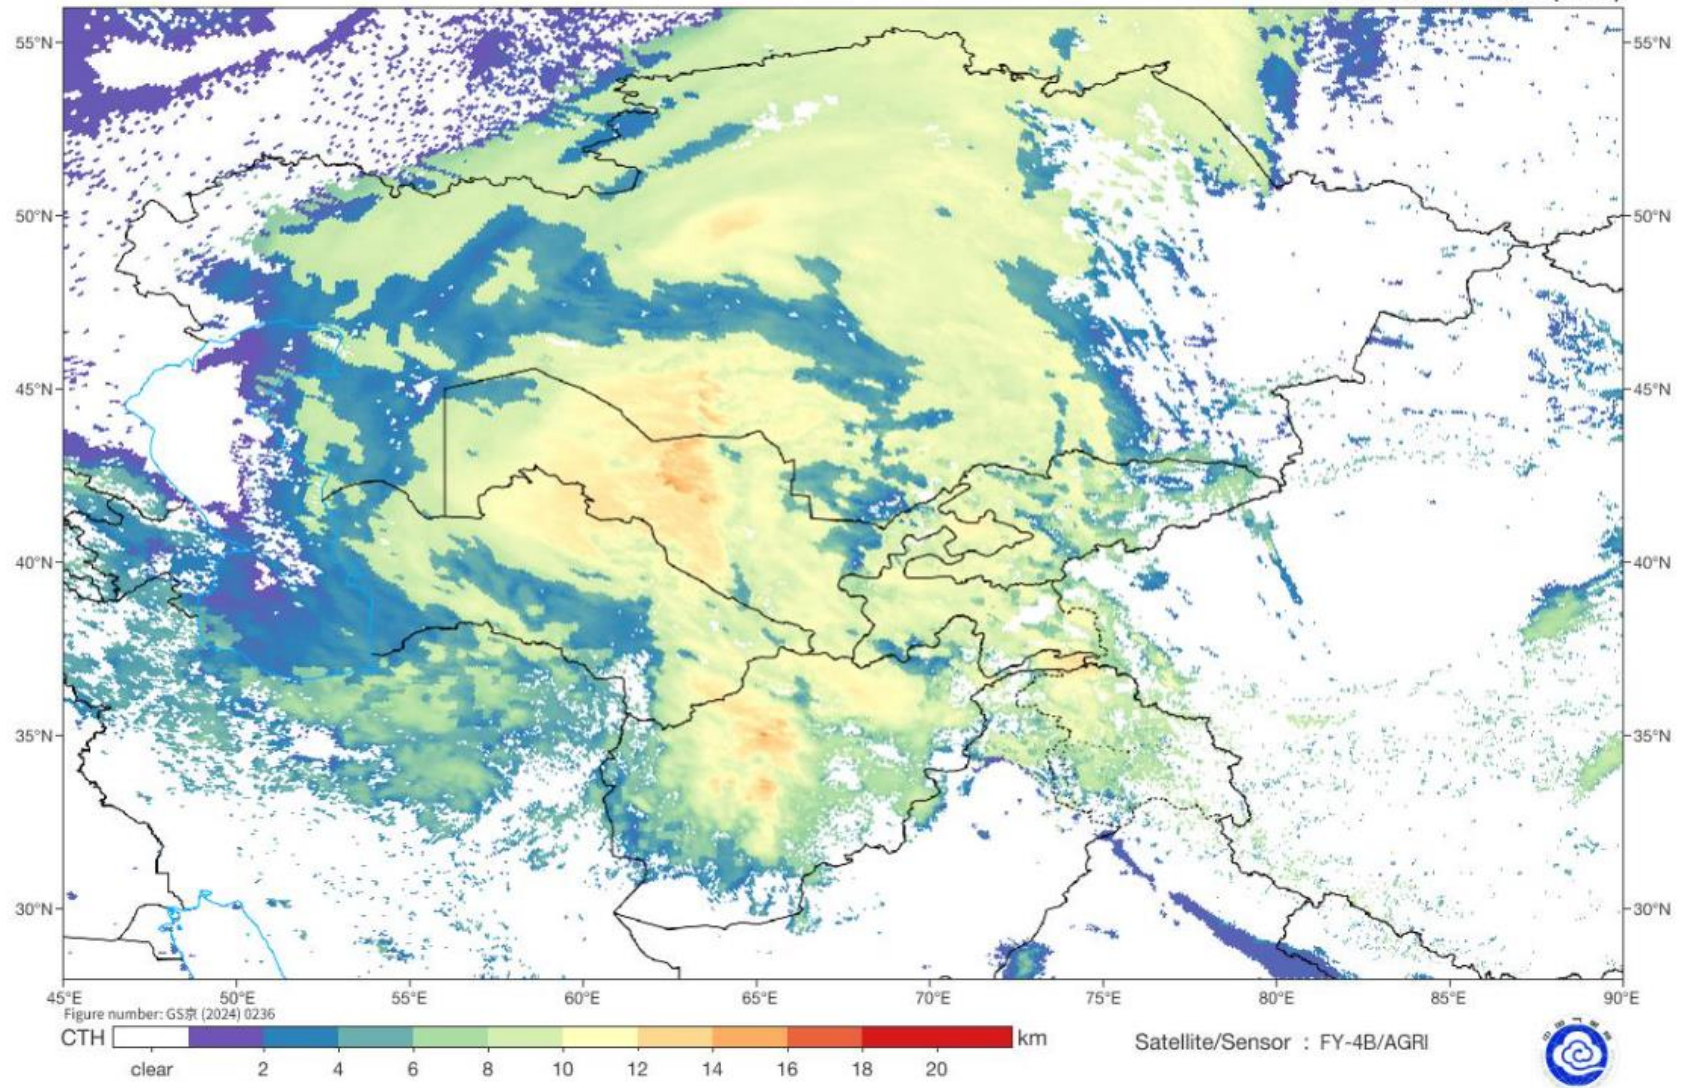 55°N 55°N
50°N 50°N
45°N 45°N
40°N 40°N
35°N 35°N
30°N 30°N
45°E 50°E 55°E 60°E 65°E 70°E 75°E 80°E 85°E 90°E
Figure number: GS京 (2024) 0236
CTH km
clear 2 4 6 8 10 12 14 16 18 20
Satellite/Sensor : FY-4B/AGRI